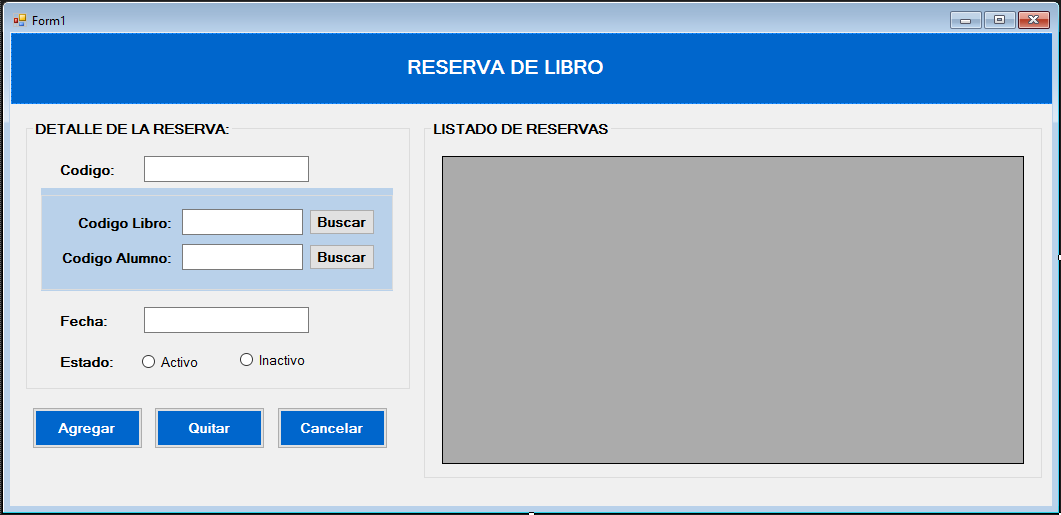 Form1
RESERVA DE LIBRO
DETALLE DE LA RESERVA:
Codigo:
Codigo Libro:
Buscar
Codigo Alumno:
Buscar
Fecha:
Estado:
Activo
Inactivo
Agregar
Quitar
Cancelar
LISTADO DE RESERVAS